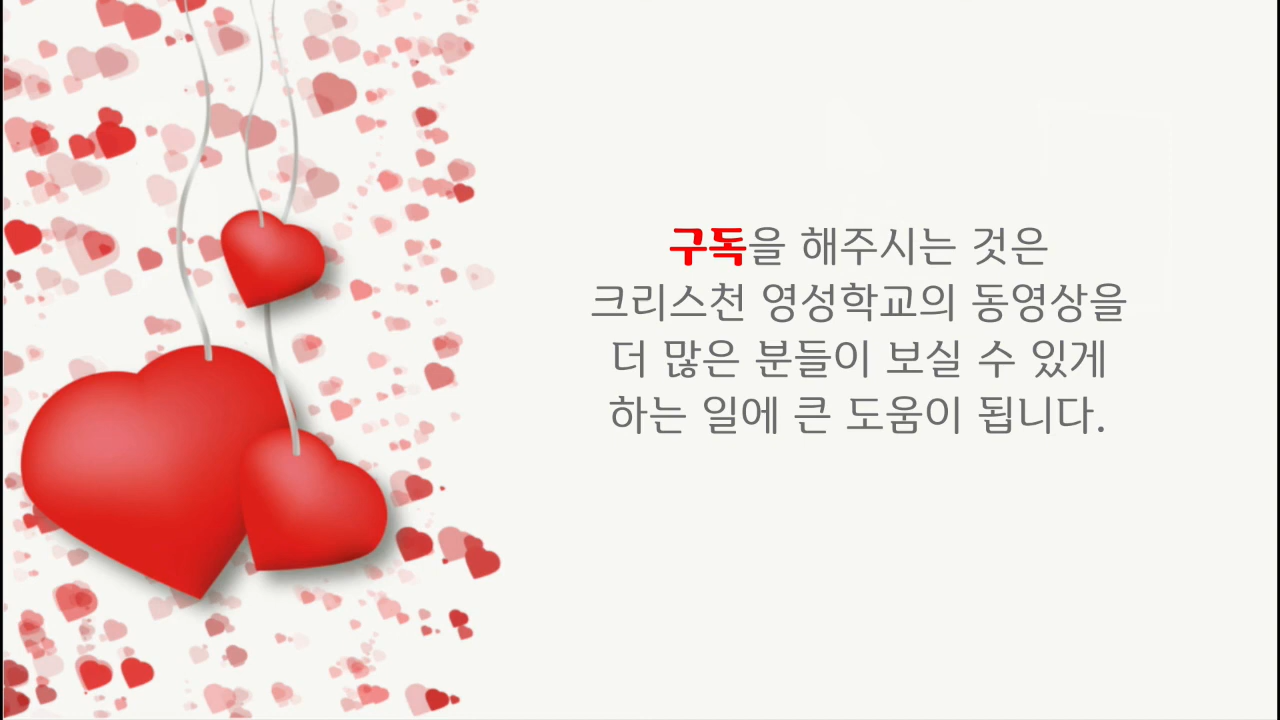 구독을 해주시는 것은
크리스천 영성학교의 동영상을
더 많은 분들이 보실 수 있게
하는 일에 큰 도움이 됩니다.